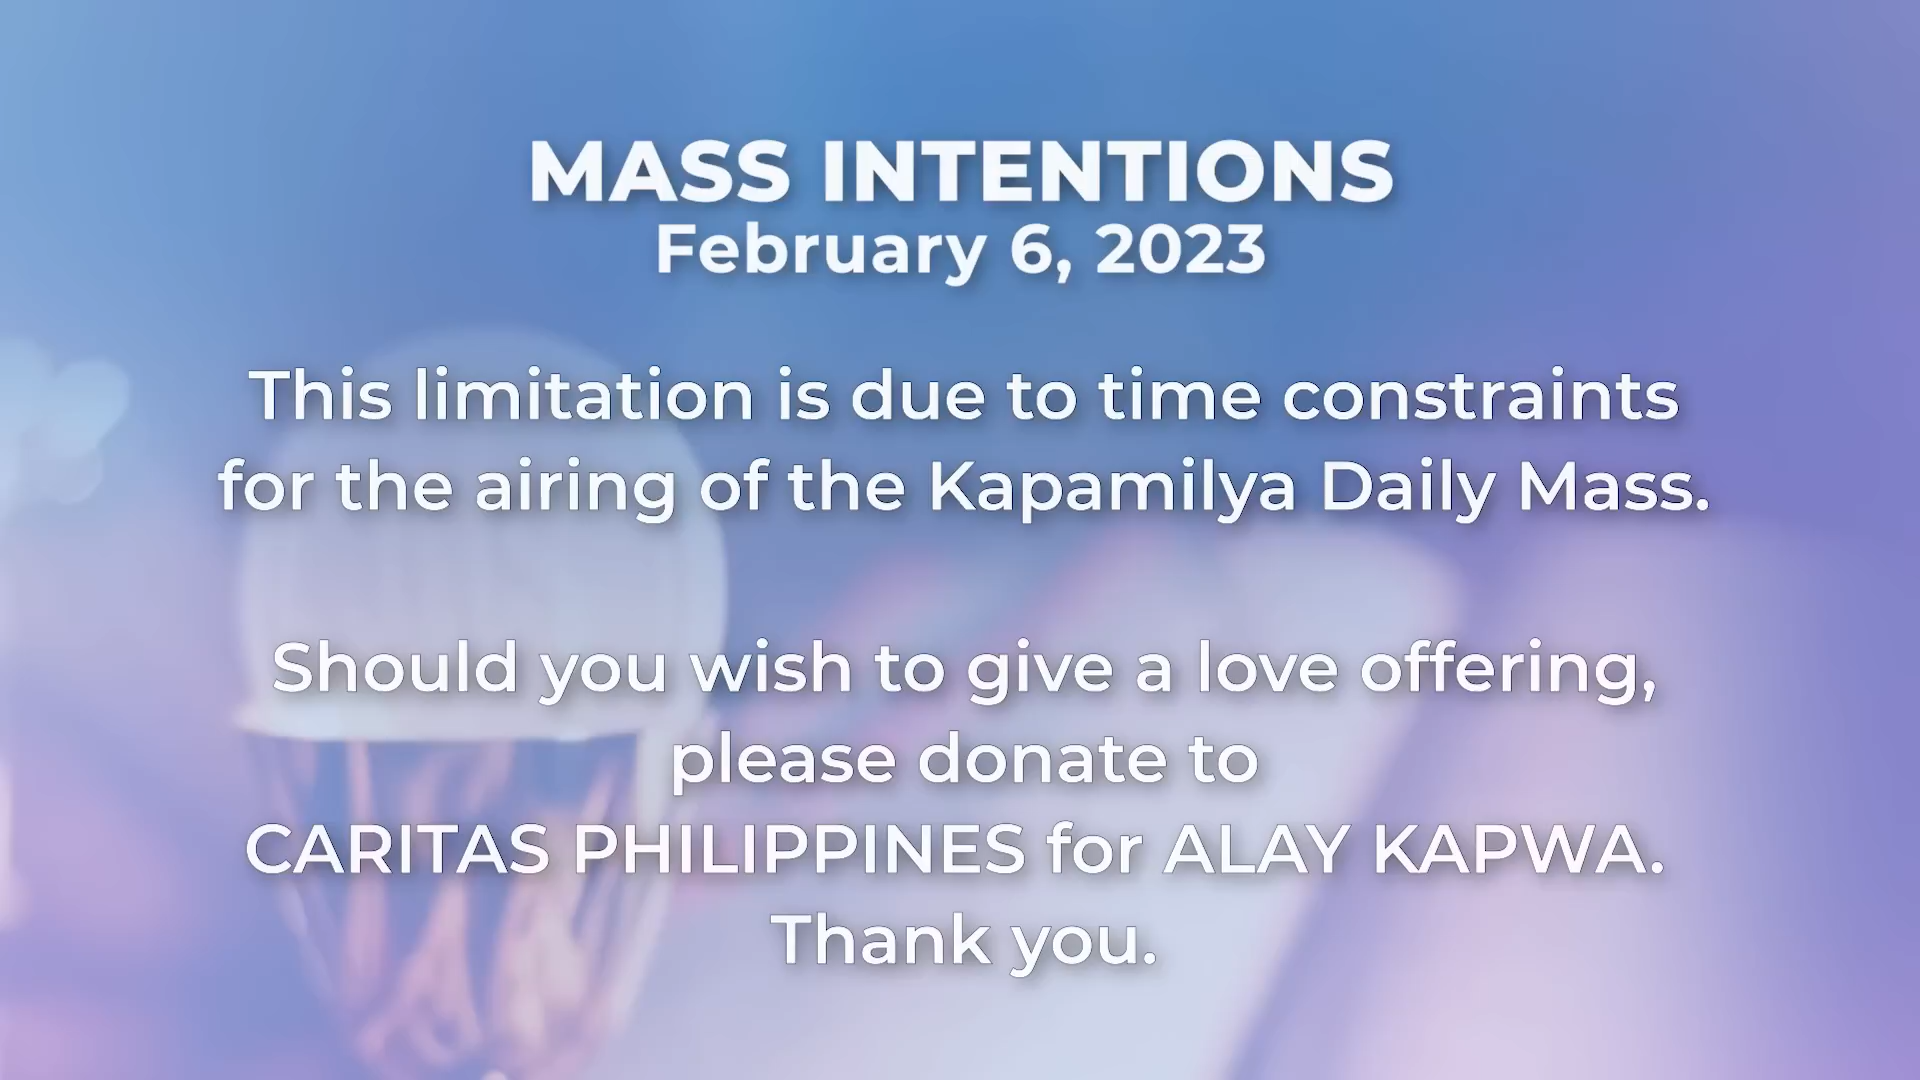 MASS INTENTIONS
February 6, 2023
This limitation is due to time constraints
for the airing of the Kapamilya Daily Mass.
Should you wish to give a love offering,
please donate to
CARITAS PHILIPPINES for ALAY KAPWA.
Thank you.